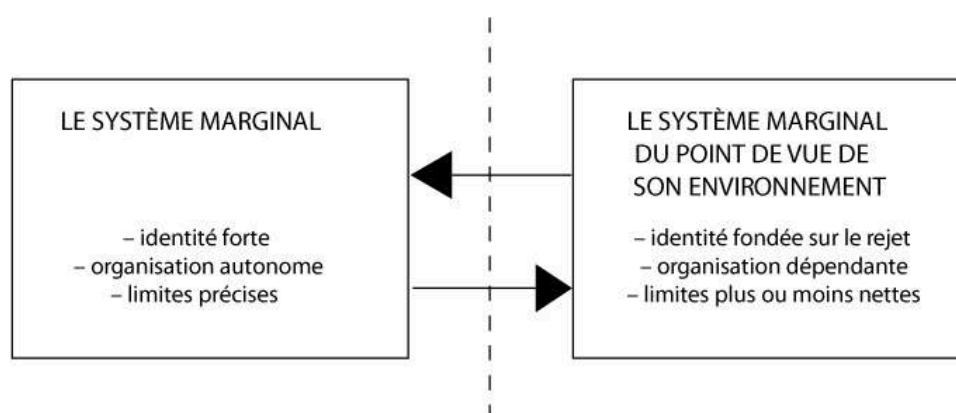 LE SYSTÈME MARGINAL
– identité forte
– organisation autonome
– limites précises
LE SYSTÈME MARGINAL
DU POINT DE VUE DE
SON ENVIRONNEMENT
– identité fondée sur le rejet
– organisation dépendante
– limites plus ou moins nettes